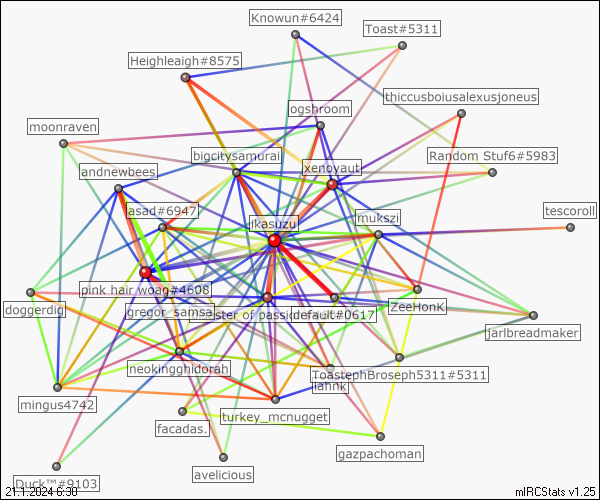 Knowun#6424
Toast#5311
Heighleaigh#8575
thiccusboiusalexusjoneus
ogshroom
moonraven
bigcitysamurai
Random Stuf6#5983
xenoyaut
andnewbees
asad#6947
ikasuzu
mukszi
tescoroll
pink hair woag#4608
ZeeHonk
doggerdig
gregor_samsa
ster of passi
default#0617
jarlbreadmaker
neokingghidorah
ToastephBroseph5311#5311
iannk
mingus4742
turkey_mcnugget
facadas.
gazpachoman
avelicious
Duck™#9103
21.1.2024 6:30
mIRCStats v1.25